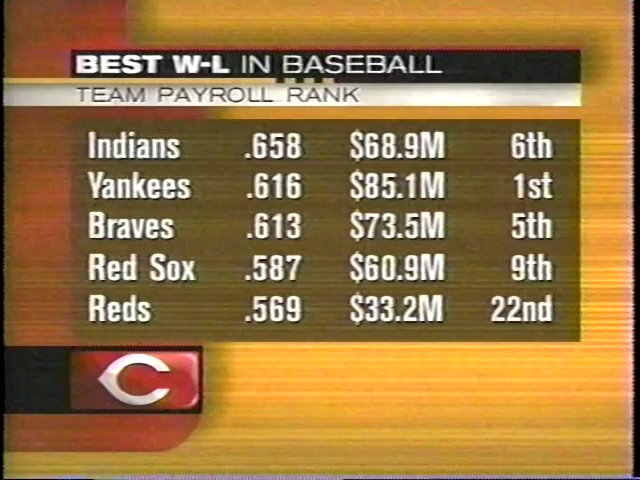 BEST W-L IN BASEBALL
TEAM PAYROLL RANK
Indians .658 $68.9M 6th
Yankees .616 $85.1M 1st
Braves .613 $73.5M 5th
Red Sox .587 $60.9M 9th
Reds .569 $33.2M 22nd
C